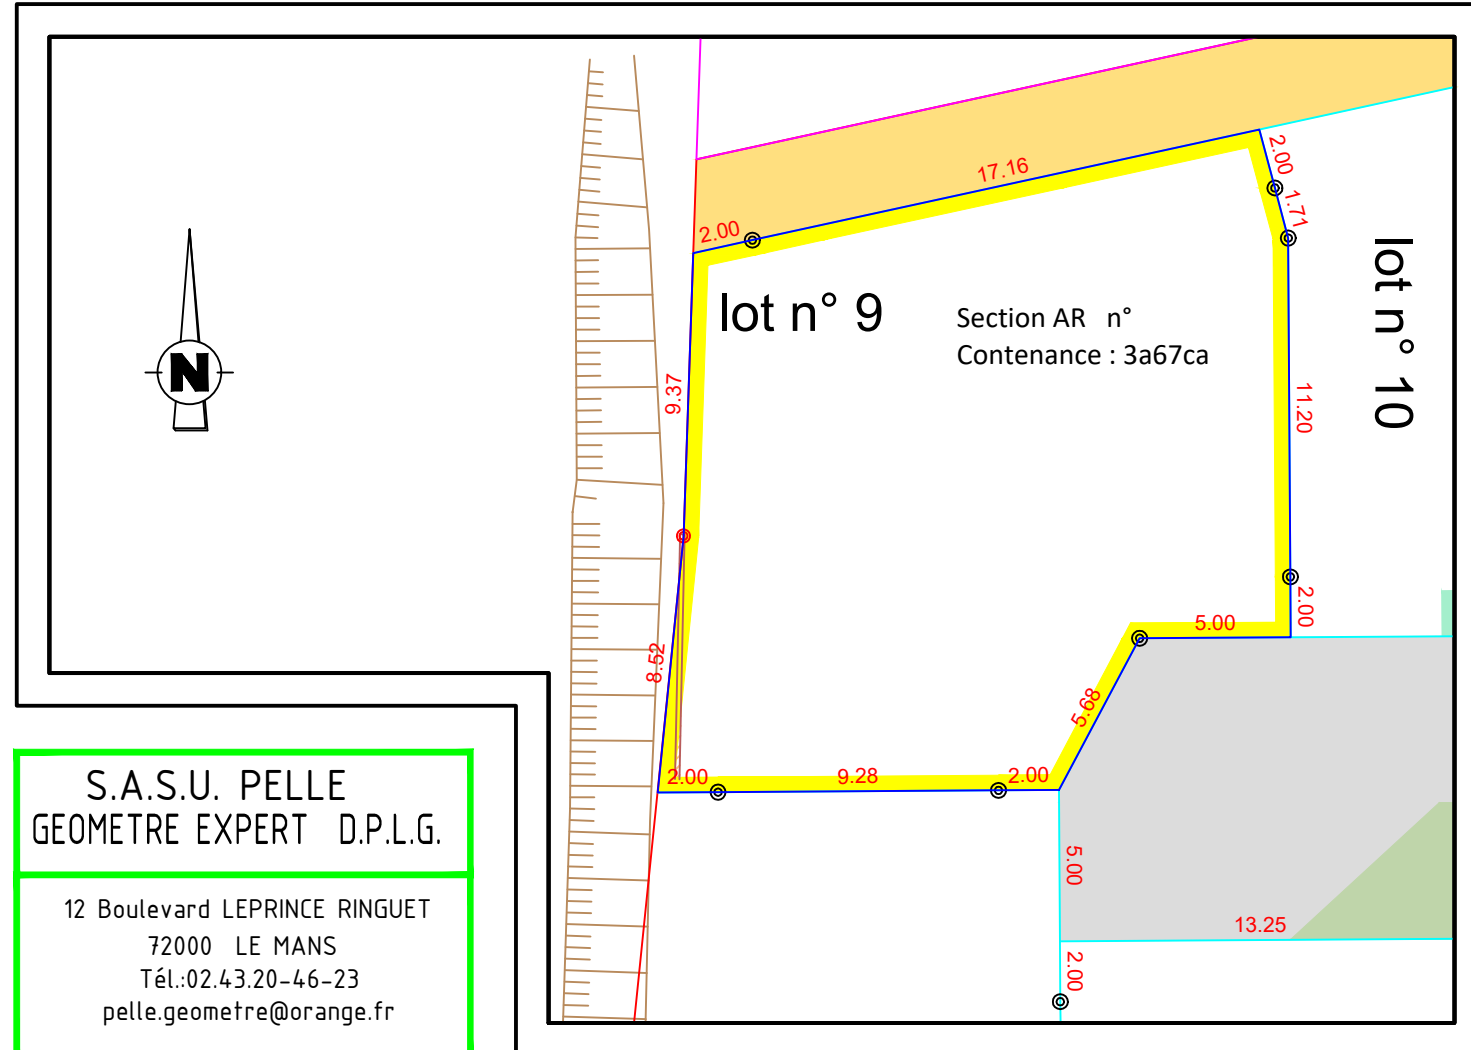 2.00
17.16
2.00
1.71
lot n° 9
Section AR n°
Contenance : 3a67ca
lot n° 10
N
9.37
11.20
2.00
5.00
8.52
5.68
2.00
9.28
2.00
5.00
13.25
2.00
S.A.S.U. PELLE
GEOMETRE EXPERT D.P.L.G.
12 Boulevard LEPRINCE RINGUET
72000 LE MANS
Tél.:02.43.20-46-23
pelle.geometre@orange.fr